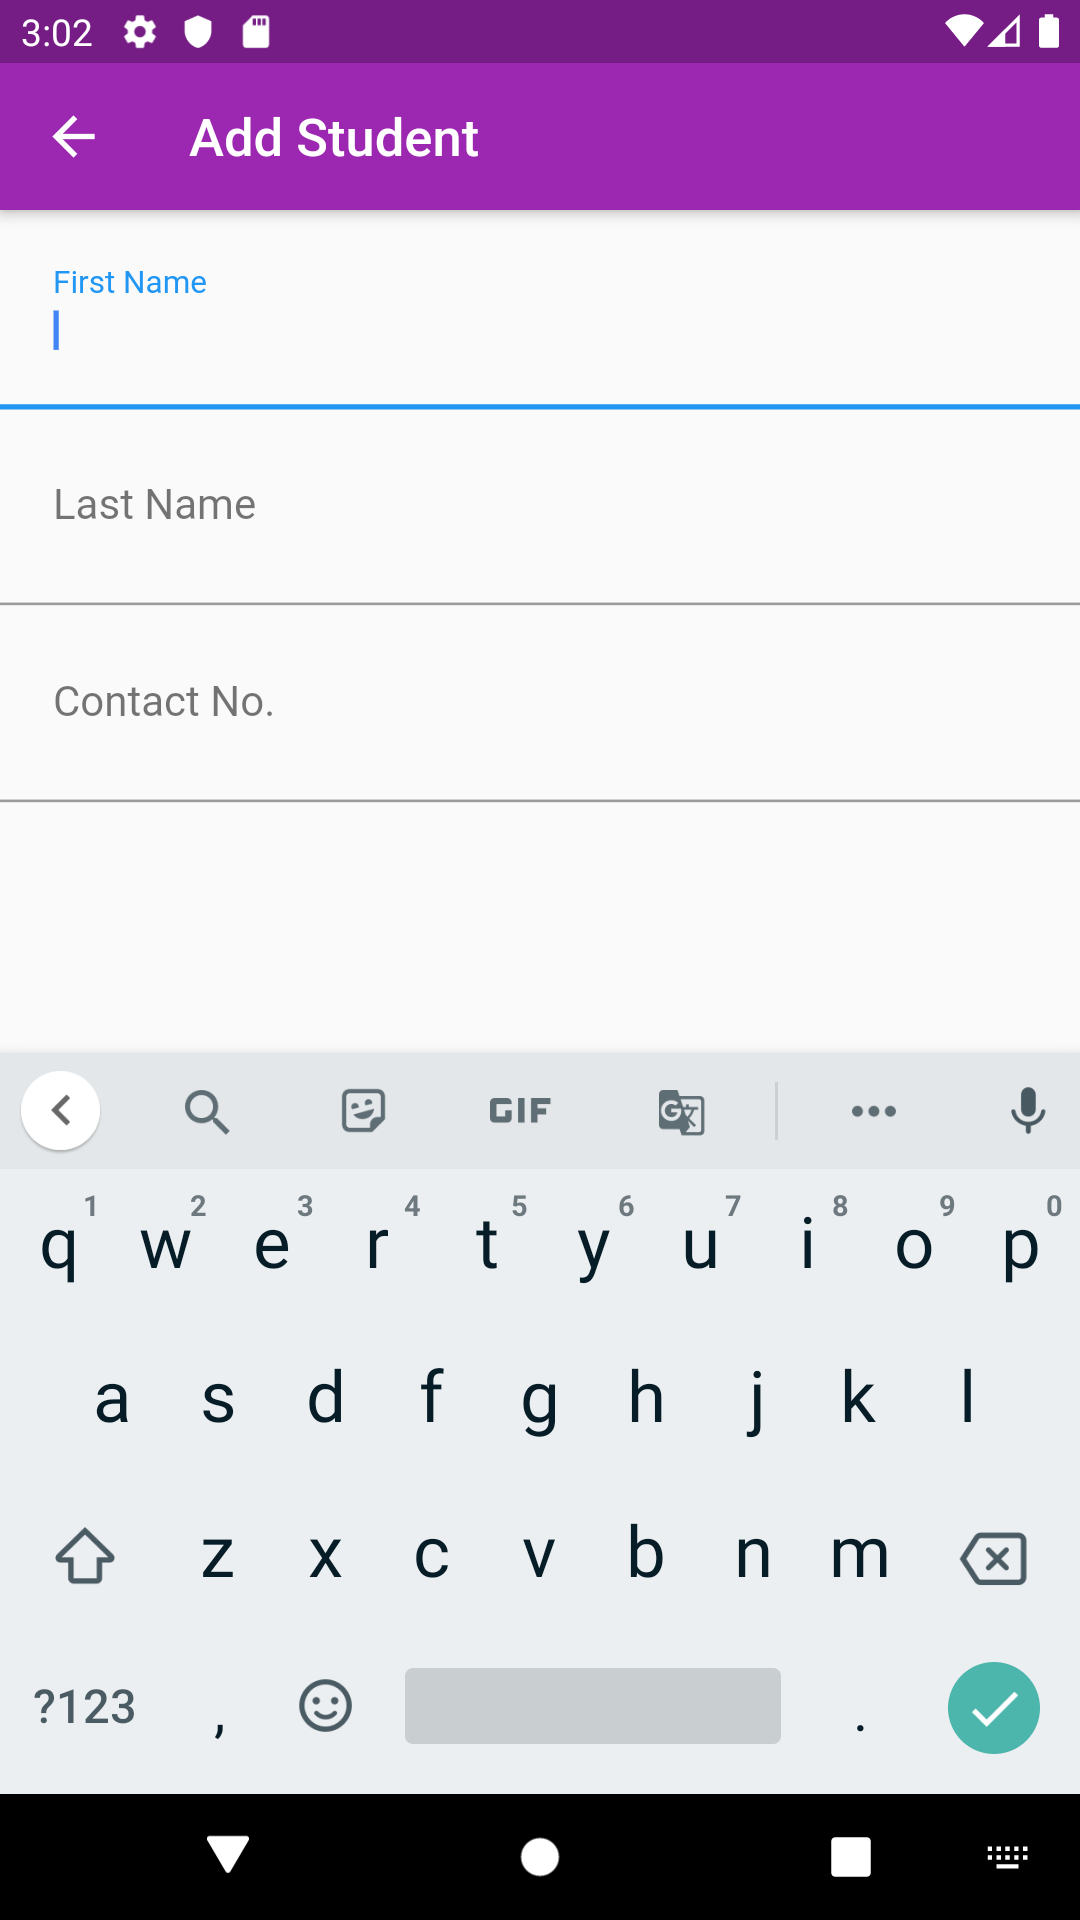 3:02
Add Student
First Name
Last Name
Contact No.
GIF
G
1 2 3 4 5 6 7 8 9 0
q w e r t y u i o p
a s d f g h j k l
z x c v b n m
?123 , .